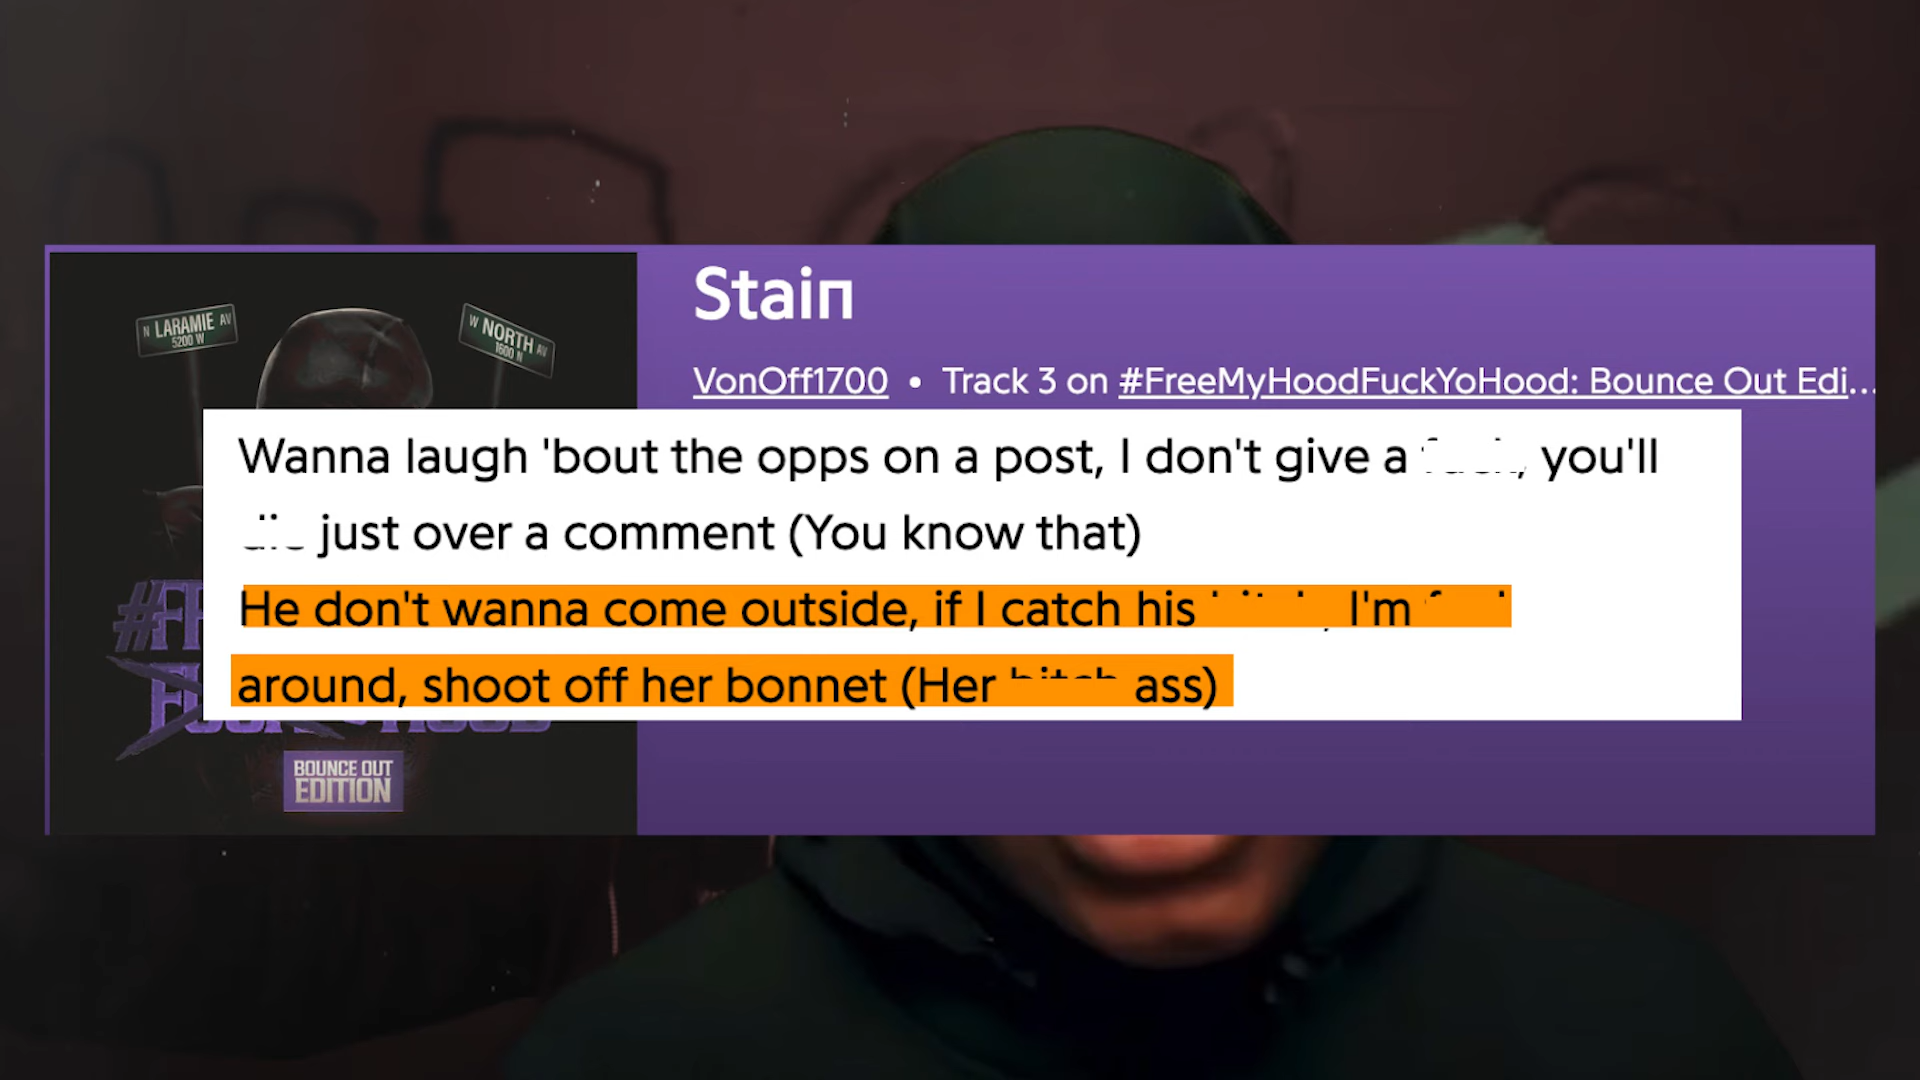 N LARAMIE AV
5200 W
W NORTH AV
1600 N
BOUNCE OUT
EDITION
Stain
VonOff1700 • Track 3 on #FreeMyHoodFuckYoHood: Bounce Out Edi...
Wanna laugh 'bout the opps on a post, I don't give a you'll
just over a comment (You know that)
He don't wanna come outside, if I catch his I'm
around, shoot off her bonnet (Her bitch ass)